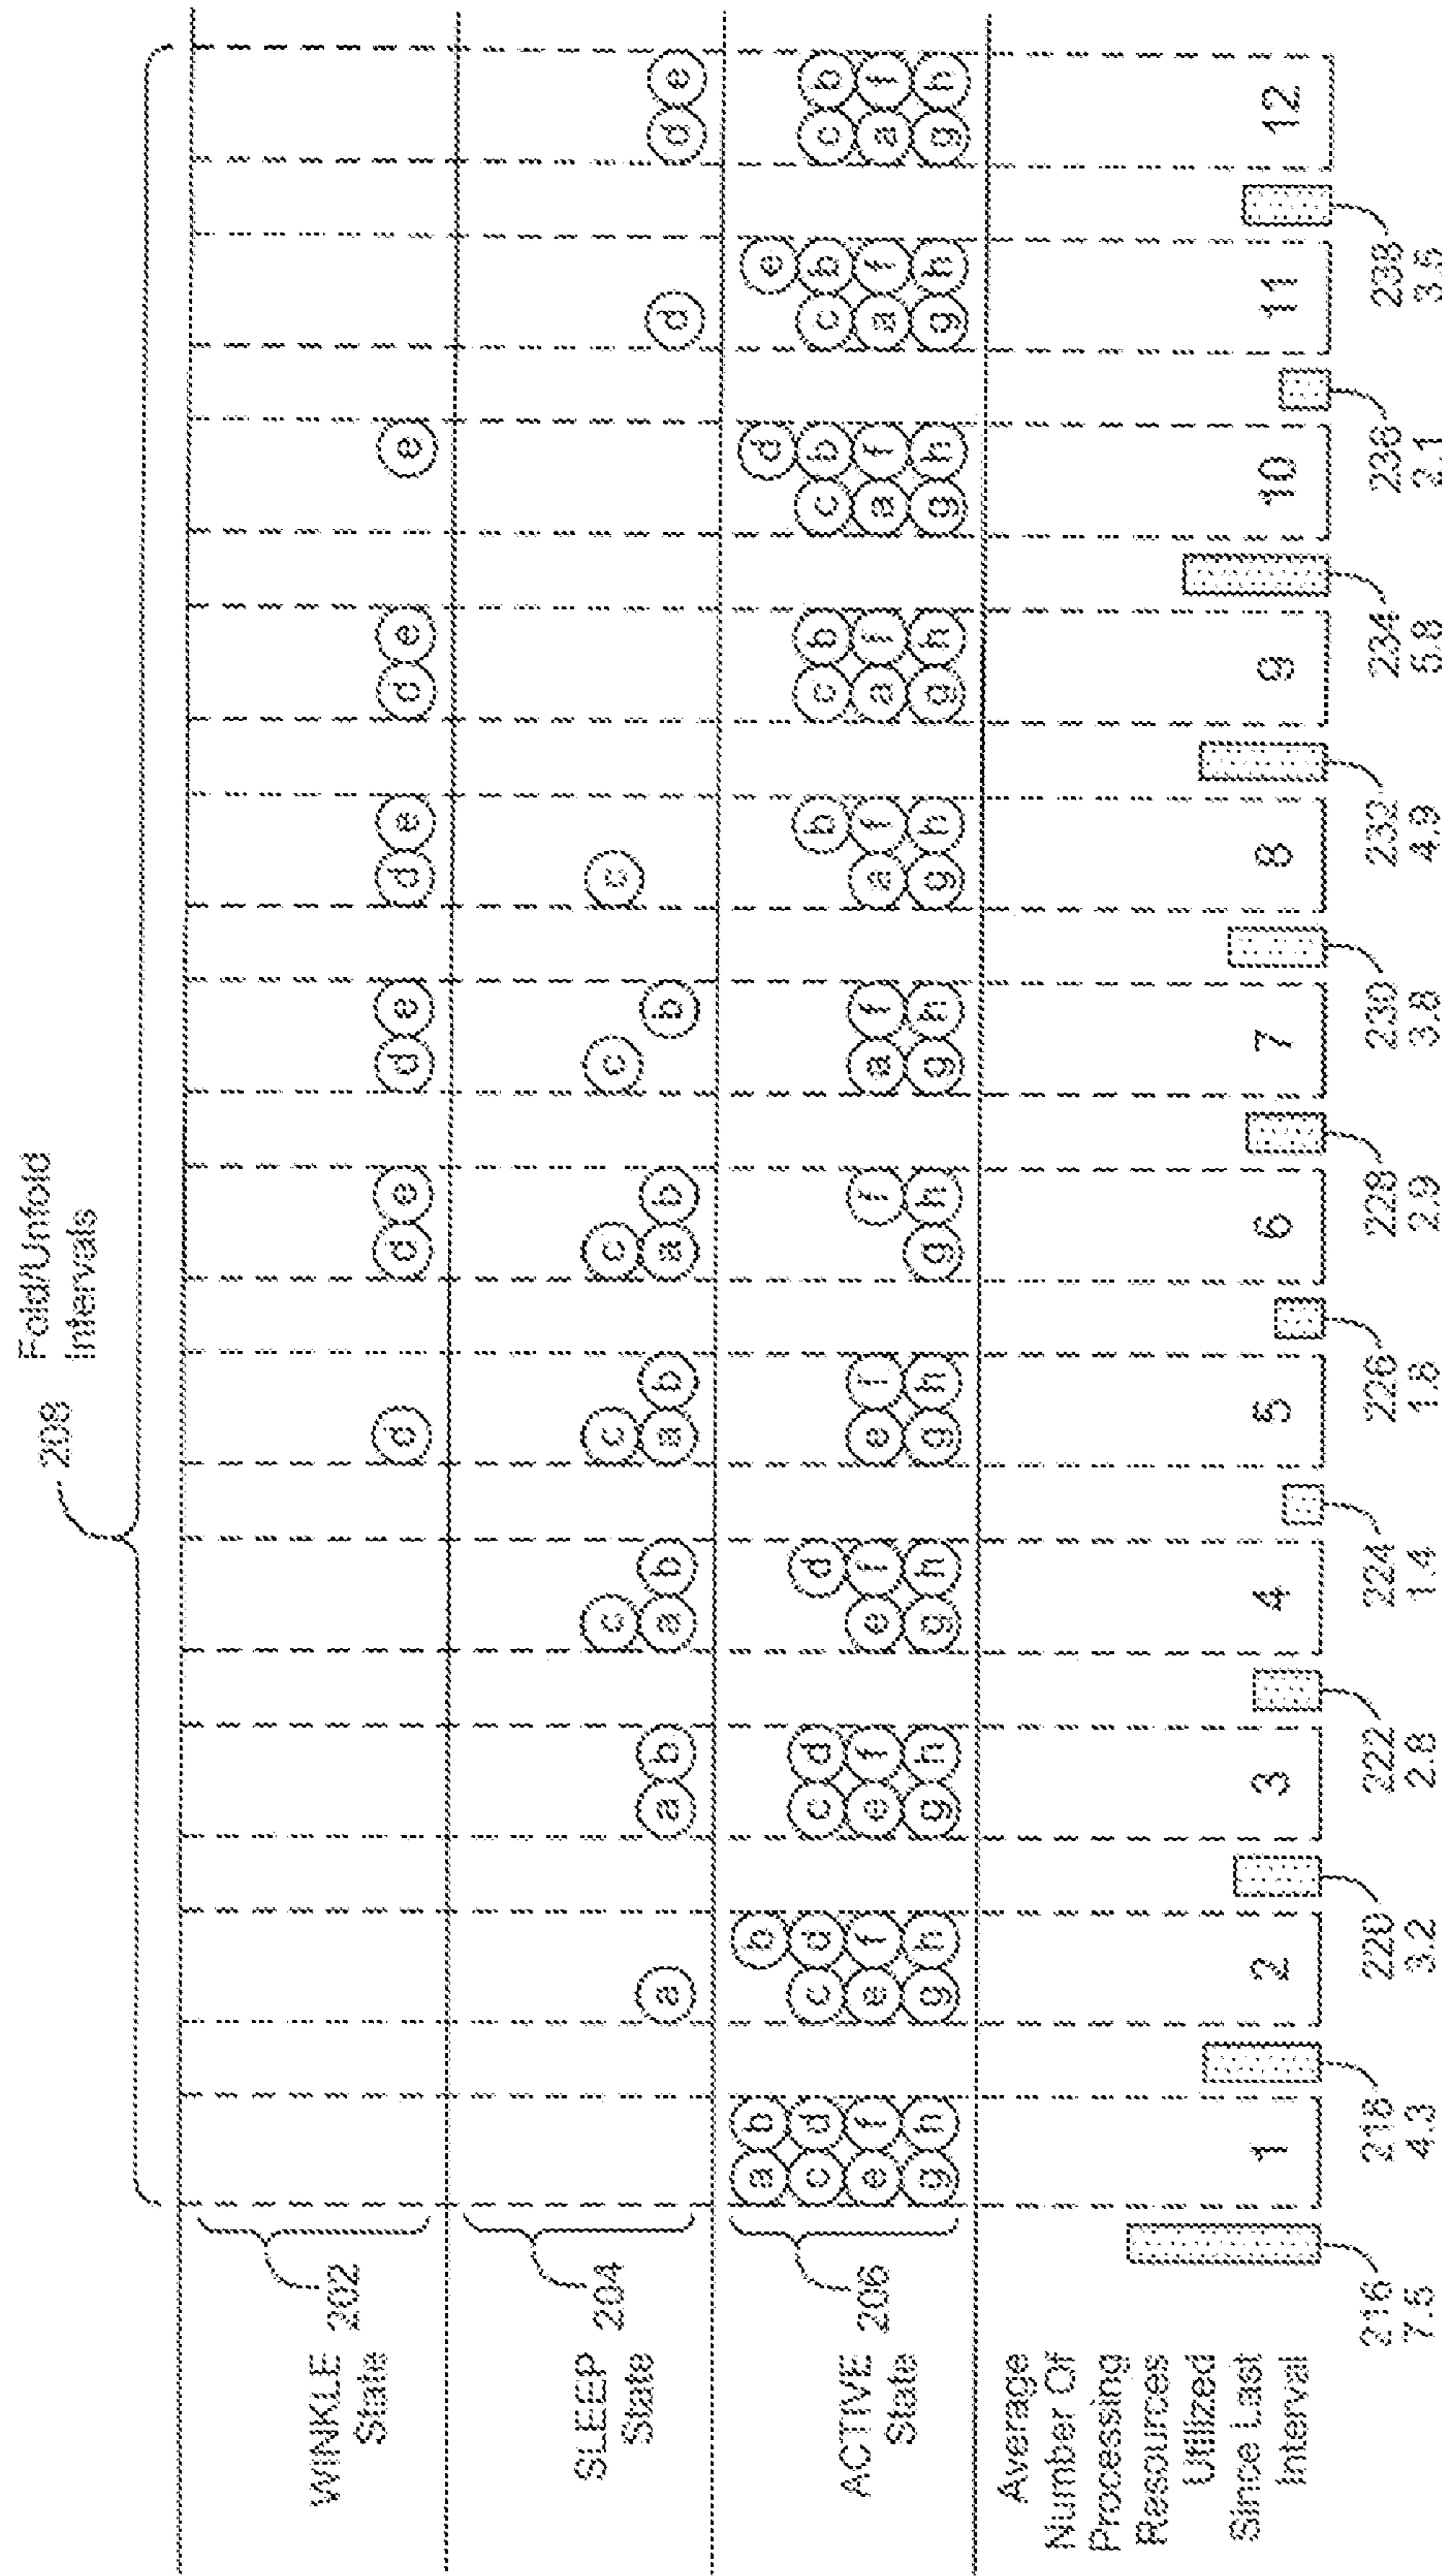 Fold/Unfold
Intervals
208
WINKLE
State
202
d d e d e d e d e e
SLEEP
State
204
c c c c c
a a b a b a b a b b d d e
ACTIVE
State
206
a b b d e
c d c d c d d b c b c b c b c b
e f e f e f e f e f f a f a f a f a f a f a f
g h g h g h g h g h g h g h g h g h g h g h g h
Average
Number Of
Processing
Resources
Utilized
Since Last
Interval
1 2 3 4 5 6 7 8 9 10 11 12
216 218 220 222 224 226 228 230 232 234 236 238
7.5 4.3 3.2 2.8 1.4 1.8 2.9 3.8 4.9 5.8 2.1 3.5